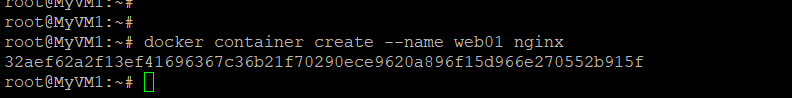 root@MyVM1:~#
root@MyVM1:~#
root@MyVM1:~# docker container create --name web01 nginx
32aef62a2f13ef41696367c36b21f70290ece9620a896f15d966e270552b915f
root@MyVM1:~#